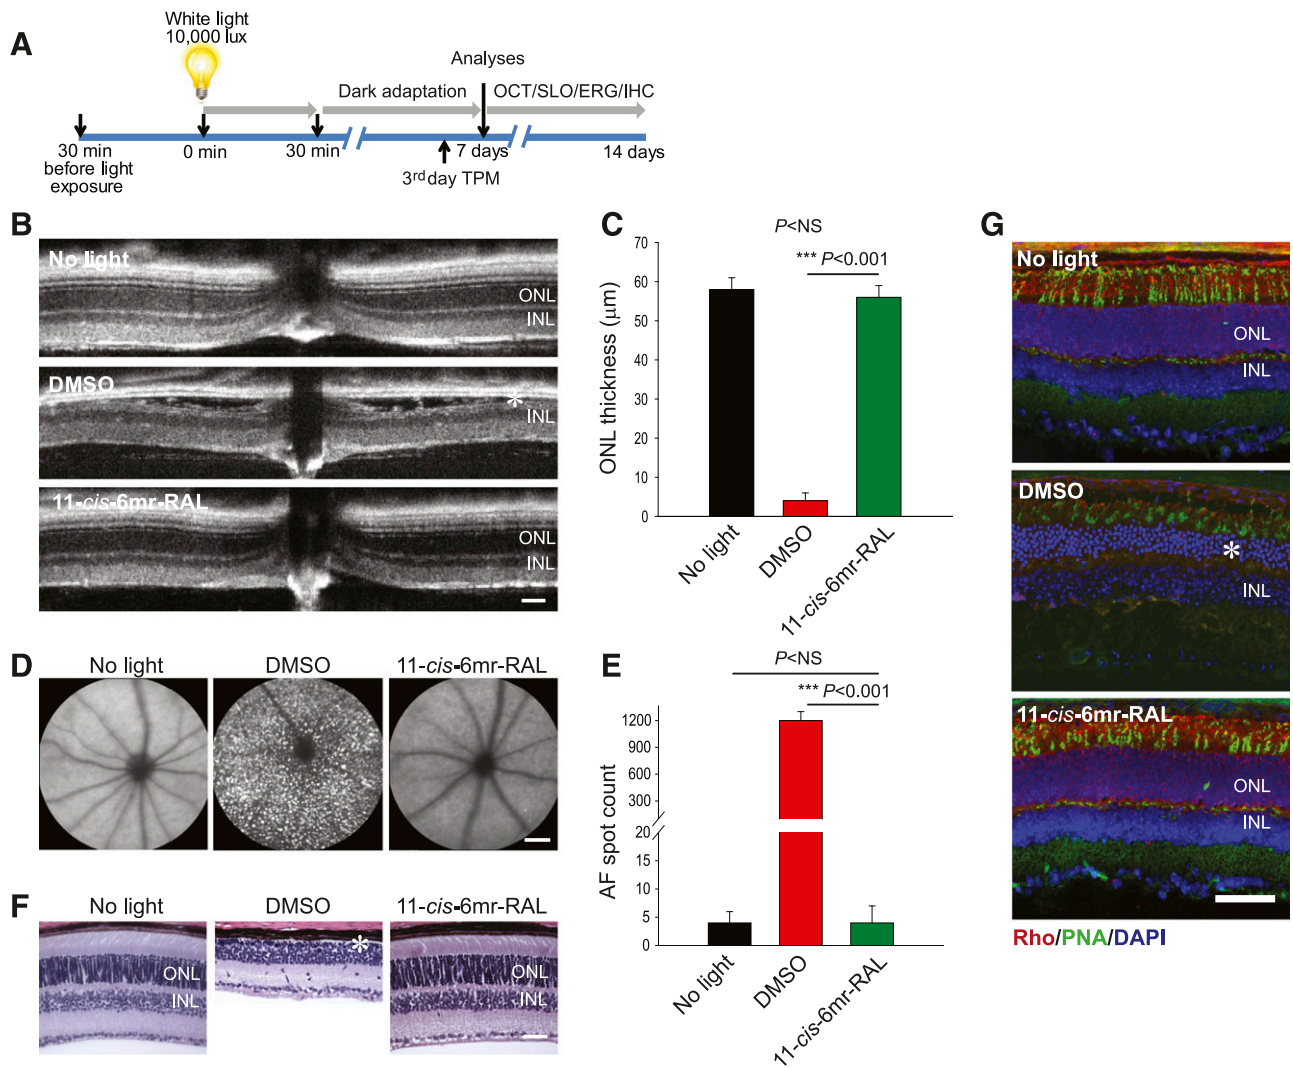 A
White light
10,000 lux
Analyses
Dark adaptation
OCT/SLO/ERG/IHC
30 min
before light
exposure
0 min
30 min
7 days
14 days
3rd day TPM
B
No light
ONL
INL
DMSO
*
INL
11-cis-6mr-RAL
ONL
INL
C
P<NS
*** P<0.001
ONL thickness (μm)
70
60
50
40
30
20
10
0
No light
DMSO
11-cis-6mr-RAL
D
No light
DMSO
11-cis-6mr-RAL
E
P<NS
*** P<0.001
AF spot count
1200
900
600
300
20
15
10
5
0
No light
DMSO
11-cis-6mr-RAL
F
No light
DMSO
11-cis-6mr-RAL
ONL
INL
*
ONL
INL
G
No light
ONL
INL
DMSO
*
INL
11-cis-6mr-RAL
ONL
INL
Rho/PNA/DAPI